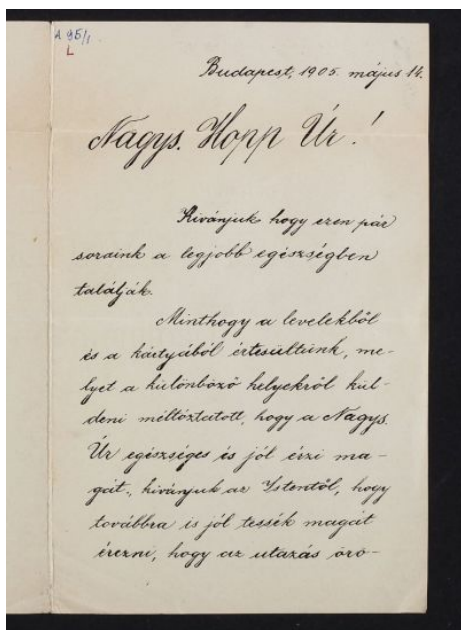 A 95/1
L
Budapest, 1905. május 14.
Nagys. Hopp Úr!
Kivánjuk hogy ezen pár
soraink a legjobb egészségben
találják.
Minthogy a levelekből
és a kártyából értesültünk, me-
lyet a különböző helyekről kül-
deni méltóztatott, hogy a Nagys.
Úr egészséges és jól érzi ma-
gát, kivánjuk az Istentől, hogy
továbbra is jól tessék magát
érezni, hogy az utazás örö-